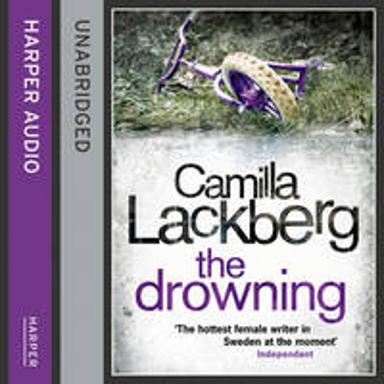 HARPER AUDIO
HARPER
UNABRIDGED
Camilla
Lackberg
the
drowning
'The hottest female writer in
Sweden at the moment'
Independent